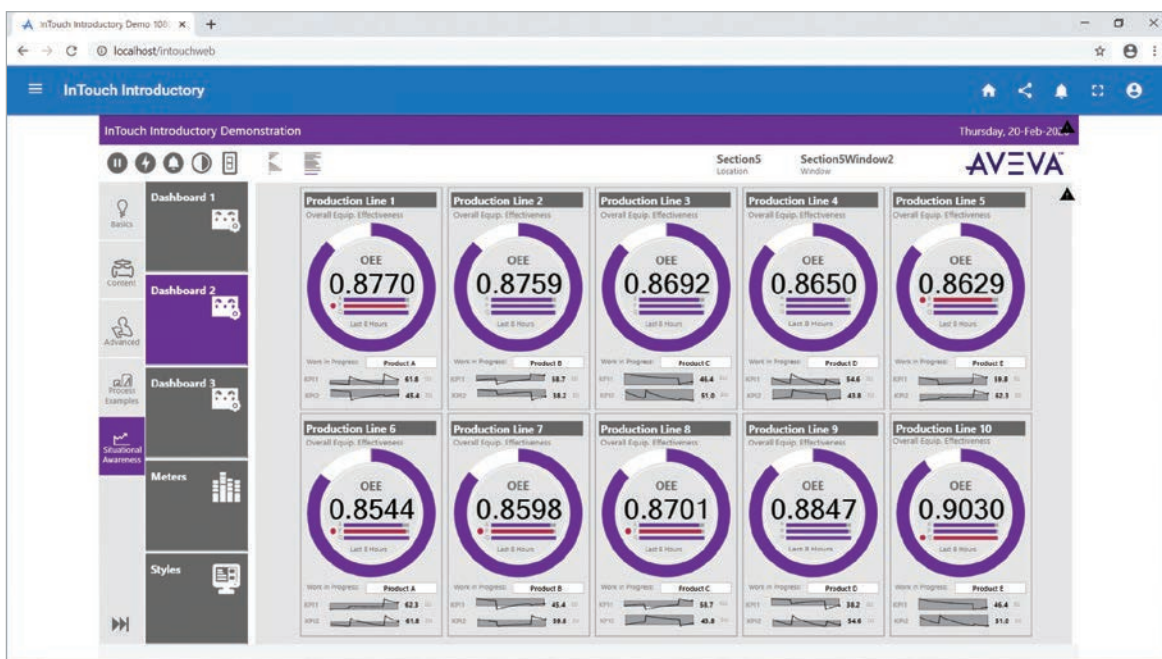 InTouch Introductory Demo 108
localhost/intouchweb
InTouch Introductory
InTouch Introductory Demonstration
Thursday, 20-Feb-20
Section5
Location
Section5Window2
Window
AVEVA
Basics
Content
Advanced
Process Examples
Situational Awareness
Dashboard 1
Dashboard 2
Dashboard 3
Meters
Styles
Production Line 1
Overall Equip. Effectiveness
OEE
0.8770
Last 8 Hours
Work in Progress: Product A
KPI1 61.8
KPI2 45.4
Production Line 2
Overall Equip. Effectiveness
OEE
0.8759
Last 8 Hours
Work in Progress: Product B
KPI1 58.7
KPI2 38.2
Production Line 3
Overall Equip. Effectiveness
OEE
0.8692
Last 8 Hours
Work in Progress: Product C
KPI1 46.4
KPI2 51.0
Production Line 4
Overall Equip. Effectiveness
OEE
0.8650
Last 8 Hours
Work in Progress: Product D
KPI1 54.6
KPI2 43.8
Production Line 5
Overall Equip. Effectiveness
OEE
0.8629
Last 8 Hours
Work in Progress: Product E
KPI1 59.8
KPI2 62.3
Production Line 6
Overall Equip. Effectiveness
OEE
0.8544
Last 8 Hours
Work in Progress: Product A
KPI1 62.3
KPI2 61.8
Production Line 7
Overall Equip. Effectiveness
OEE
0.8598
Last 8 Hours
Work in Progress: Product B
KPI1 45.4
KPI2 59.8
Production Line 8
Overall Equip. Effectiveness
OEE
0.8701
Last 8 Hours
Work in Progress: Product C
KPI1 58.7
KPI2 43.8
Production Line 9
Overall Equip. Effectiveness
OEE
0.8847
Last 8 Hours
Work in Progress: Product D
KPI1 38.2
KPI2 54.6
Production Line 10
Overall Equip. Effectiveness
OEE
0.9030
Last 8 Hours
Work in Progress: Product E
KPI1 46.4
KPI2 51.0